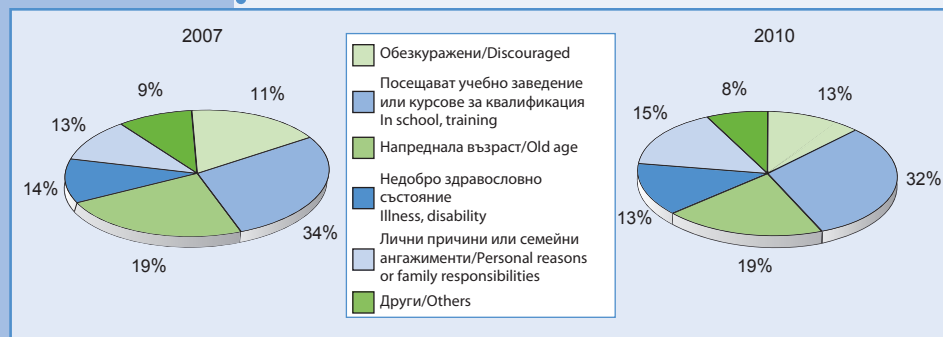 2007
9%
11%
13%
14%
34%
19%
Обезкуражени/Discouraged
Посещават учебно заведение
или курсове за квалификация
In school, training
Напреднала възраст/Old age
Недобро здравословно
състояние
Illness, disability
Лични причини или семейни
ангажименти/Personal reasons
or family responsibilities
Други/Others
2010
8%
13%
15%
32%
13%
19%